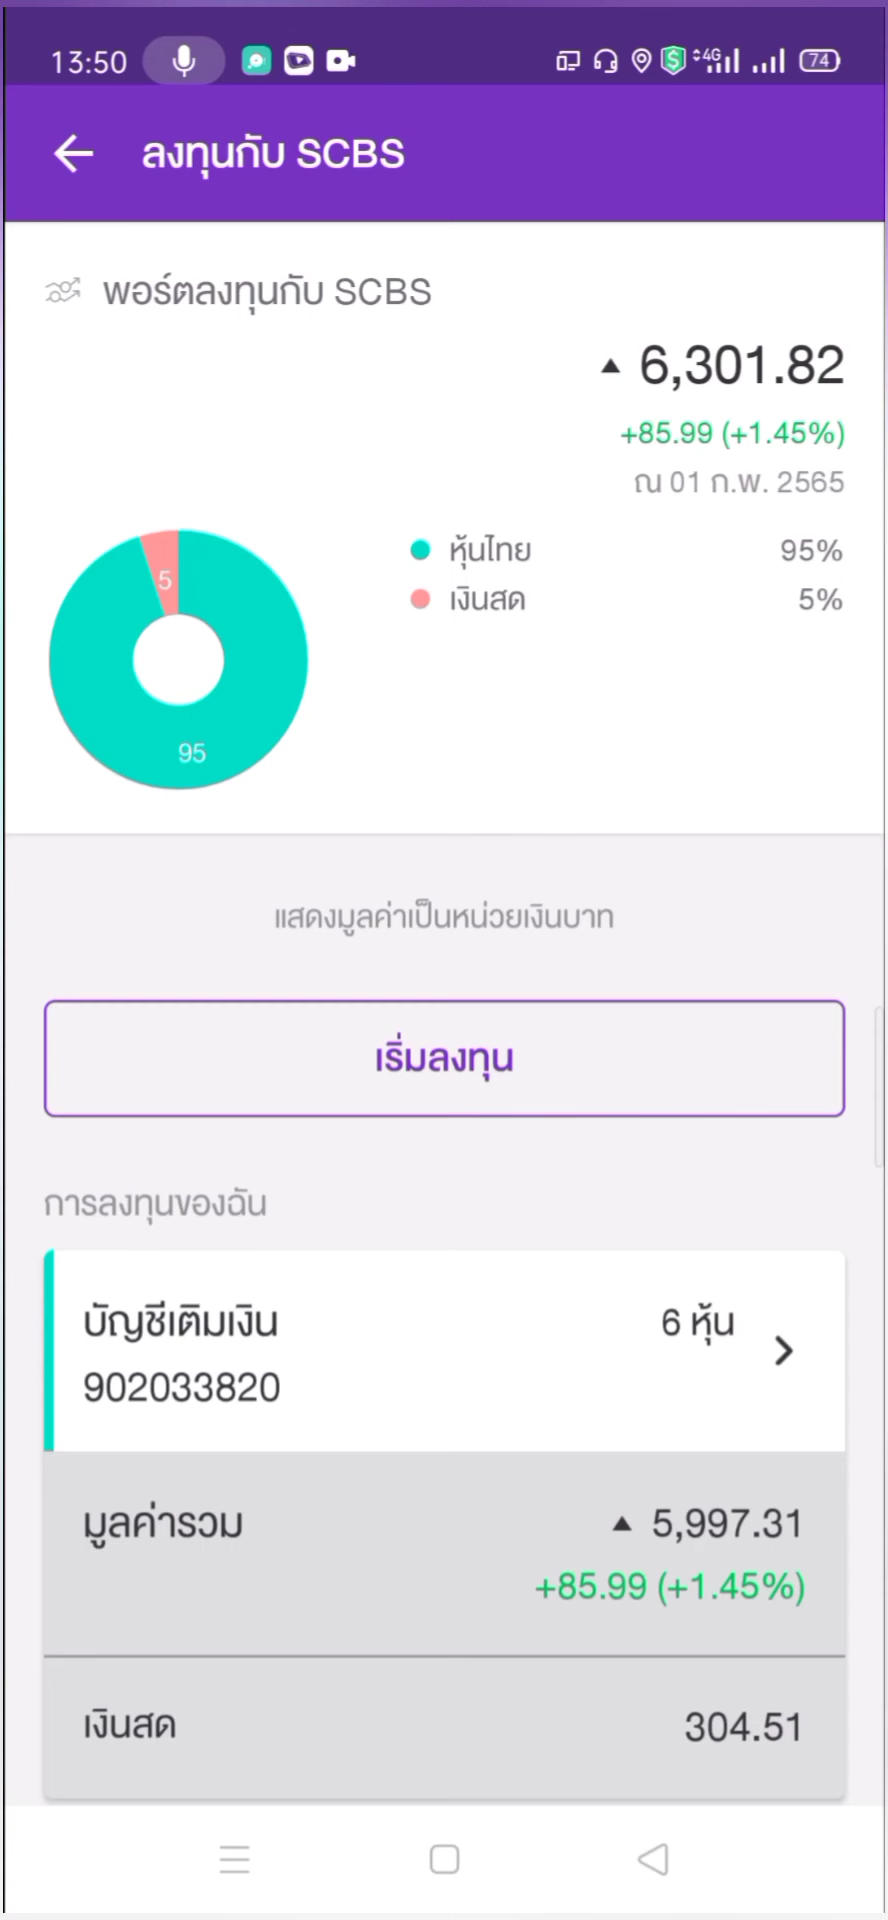 13:50
4G 74
ลงทุนกับ SCBS
พอร์ตลงทุนกับ SCBS
▲ 6,301.82
+85.99 (+1.45%)
ณ 01 ก.พ. 2565
หุ้นไทย 95%
เงินสด 5%
5
95
แสดงมูลค่าเป็นหน่วยเงินบาท
เริ่มลงทุน
การลงทุนของฉัน
บัญชีเติมเงิน 6 หุ้น
902033820
มูลค่ารวม ▲ 5,997.31
+85.99 (+1.45%)
เงินสด 304.51